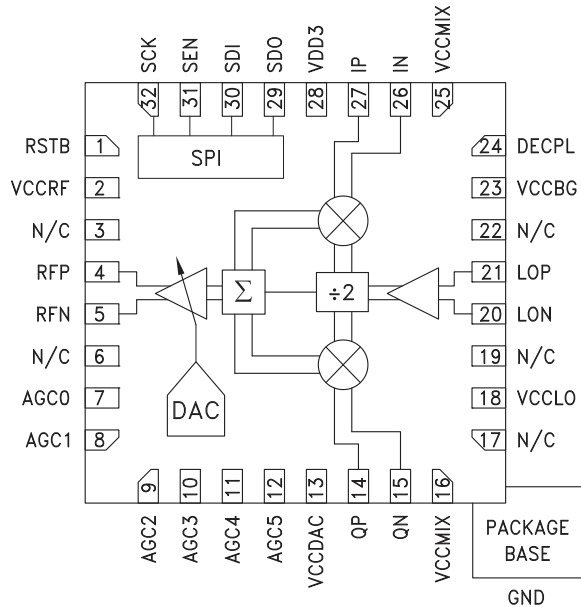 SCK
SEN
SDI
SDO
VDD3
IP
IN
VCCMIX
32
31
30
29
28
27
26
25
RSTB 1
SPI
24 DECPL
VCCRF 2
23 VCCBG
N/C 3
22 N/C
RFP 4
Σ
÷2
21 LOP
RFN 5
20 LON
N/C 6
19 N/C
AGC0 7
DAC
18 VCCLO
AGC1 8
17 N/C
9
10
11
12
13
14
15
16
AGC2
AGC3
AGC4
AGC5
VCCDAC
QP
QN
VCCMIX
PACKAGE
BASE
GND